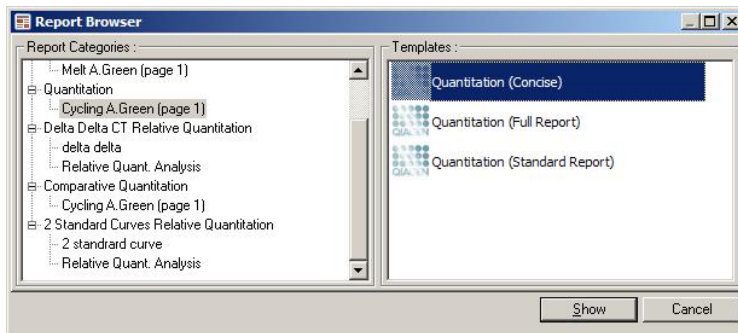 Report Browser
Report Categories :
Melt A.Green (page 1)
Quantitation
Cycling A.Green (page 1)
Delta Delta CT Relative Quantitation
delta delta
Relative Quant. Analysis
Comparative Quantitation
Cycling A.Green (page 1)
2 Standard Curves Relative Quantitation
2 standrard curve
Relative Quant. Analysis
Templates :
Quantitation (Concise)
Quantitation (Full Report)
Quantitation (Standard Report)
Show
Cancel